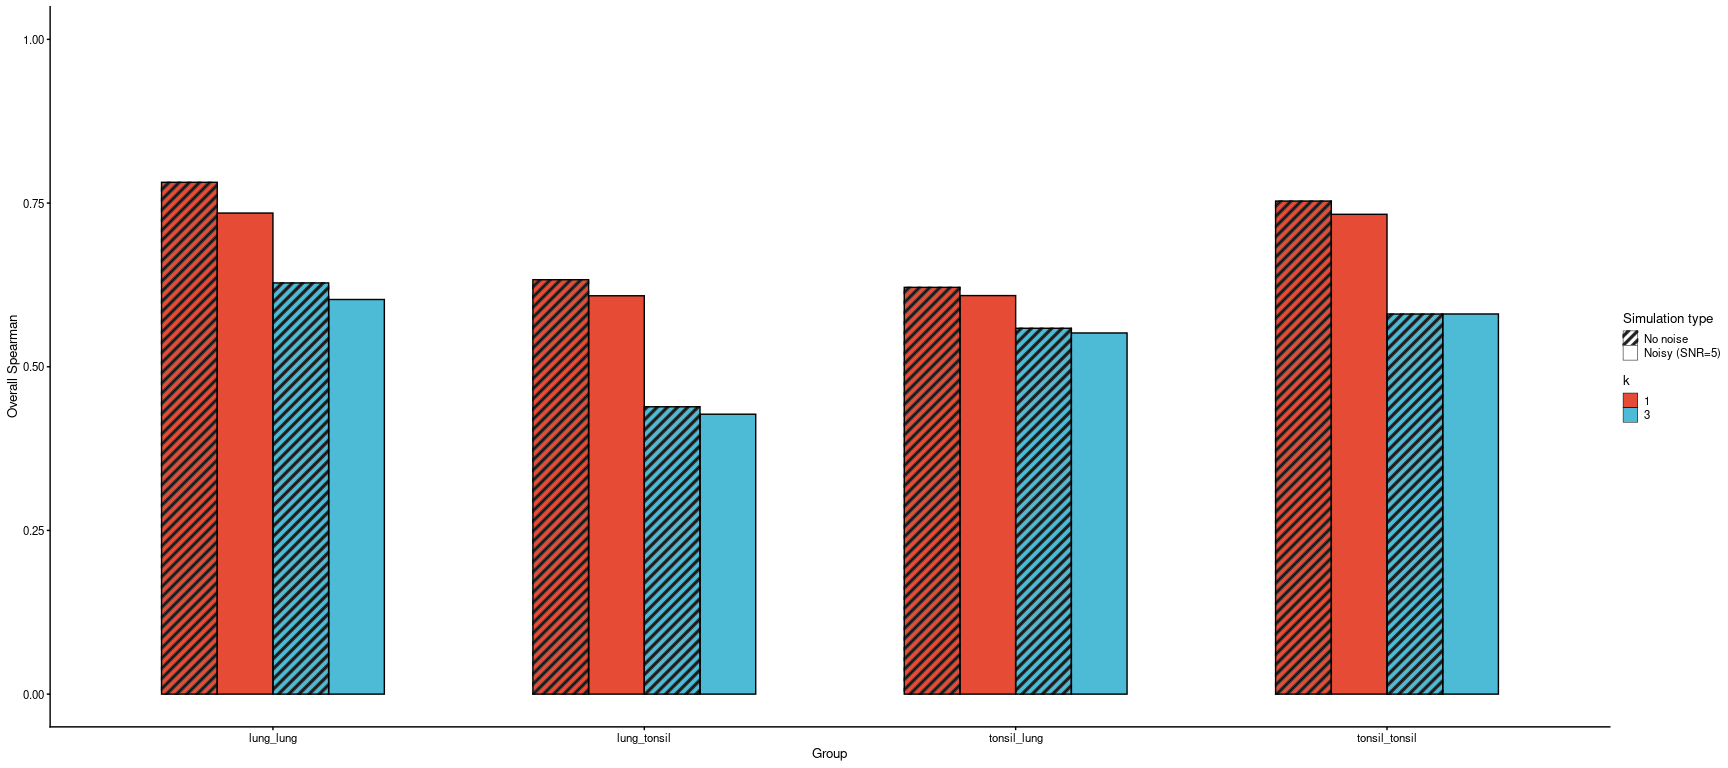 Overall Spearman
1.00
0.75
0.50
0.25
0.00
lung_lung
lung_tonsil
tonsil_lung
tonsil_tonsil
Group
Simulation type
No noise
Noisy (SNR=5)
k
1
3